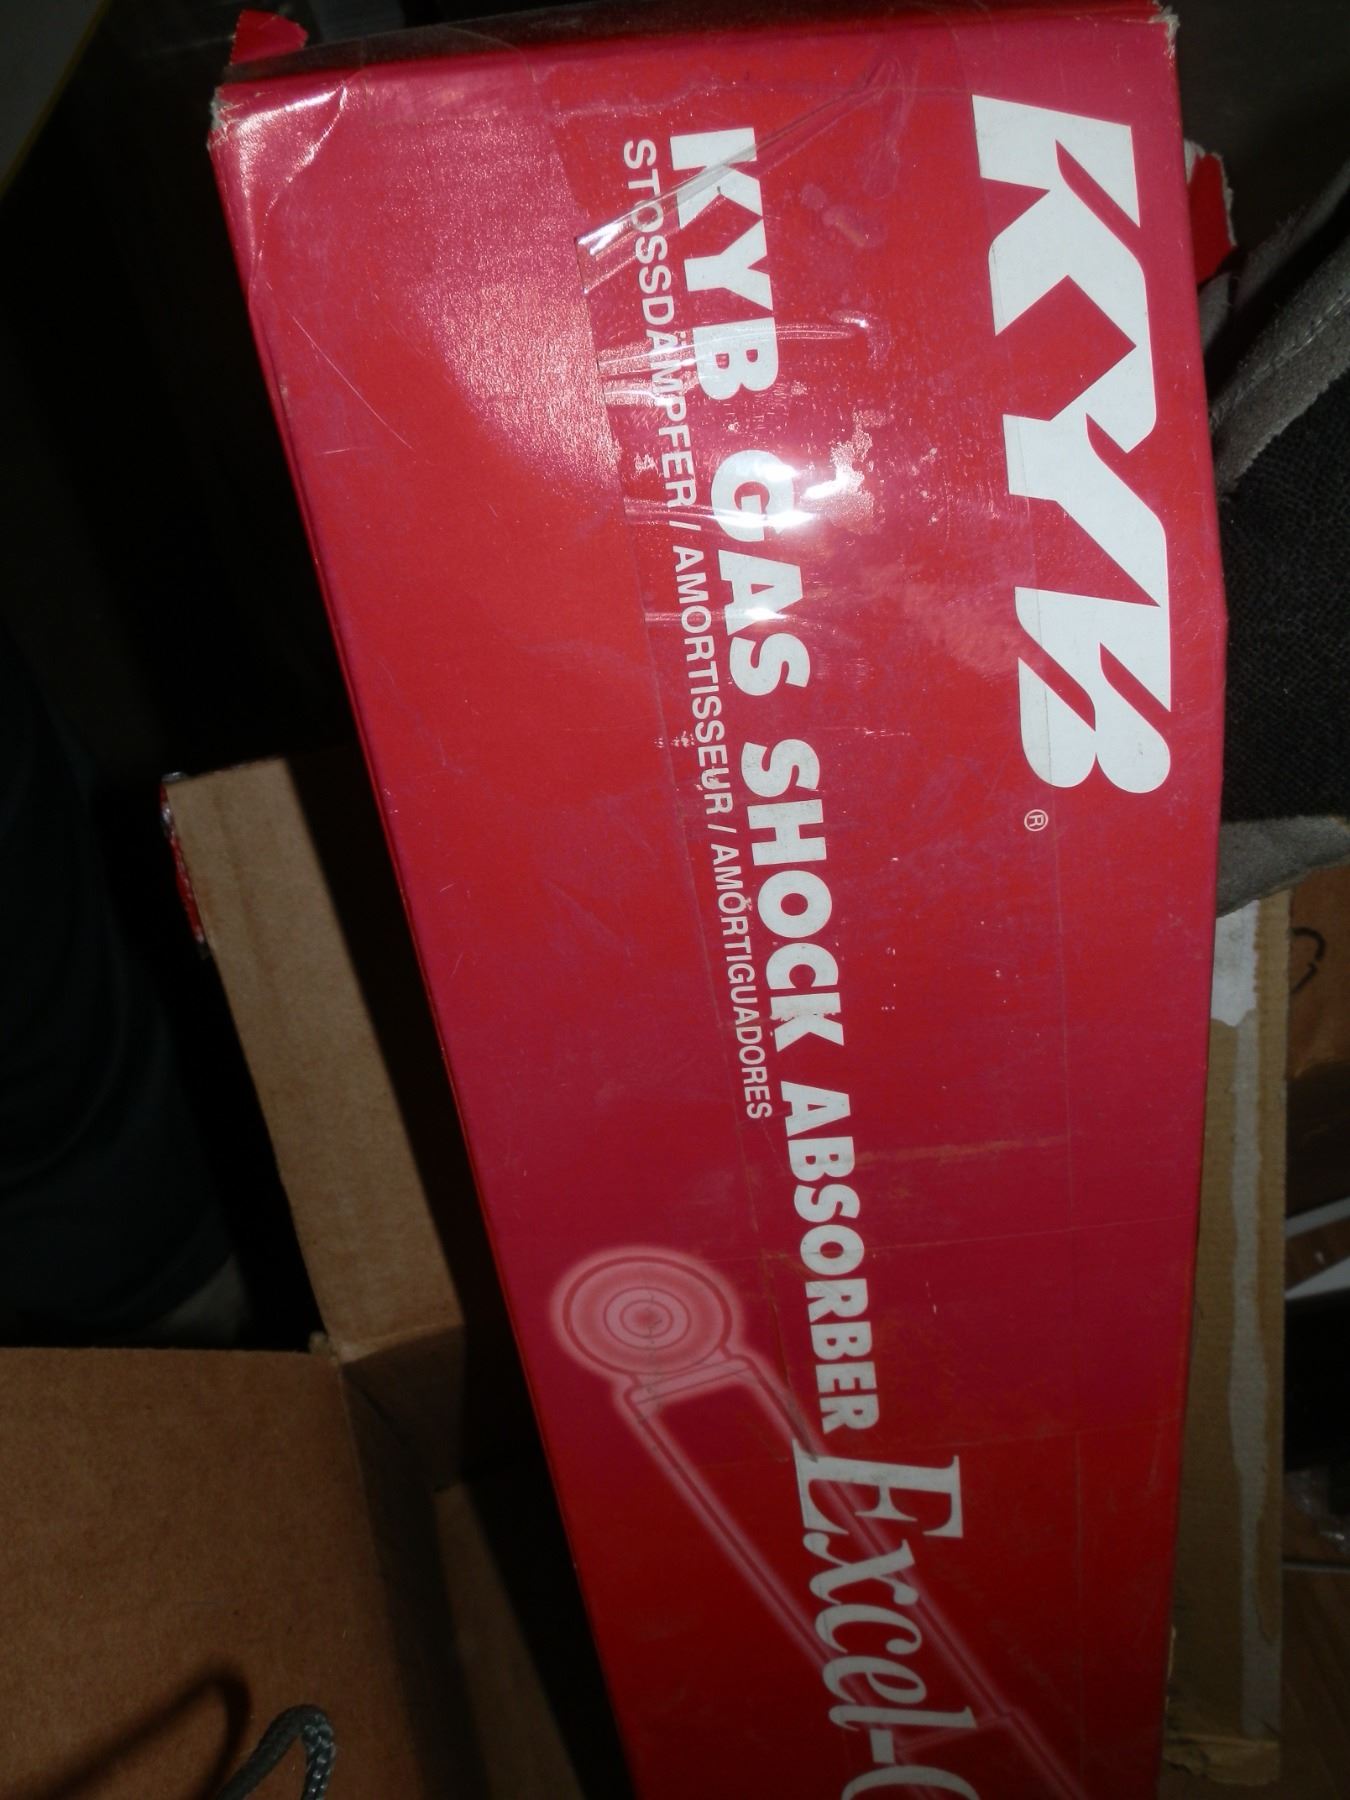 KYB®
KYB GAS SHOCK ABSORBER Excel-
STOSSDÄMPFER / AMORTISSEUR / AMORTIGUADORES